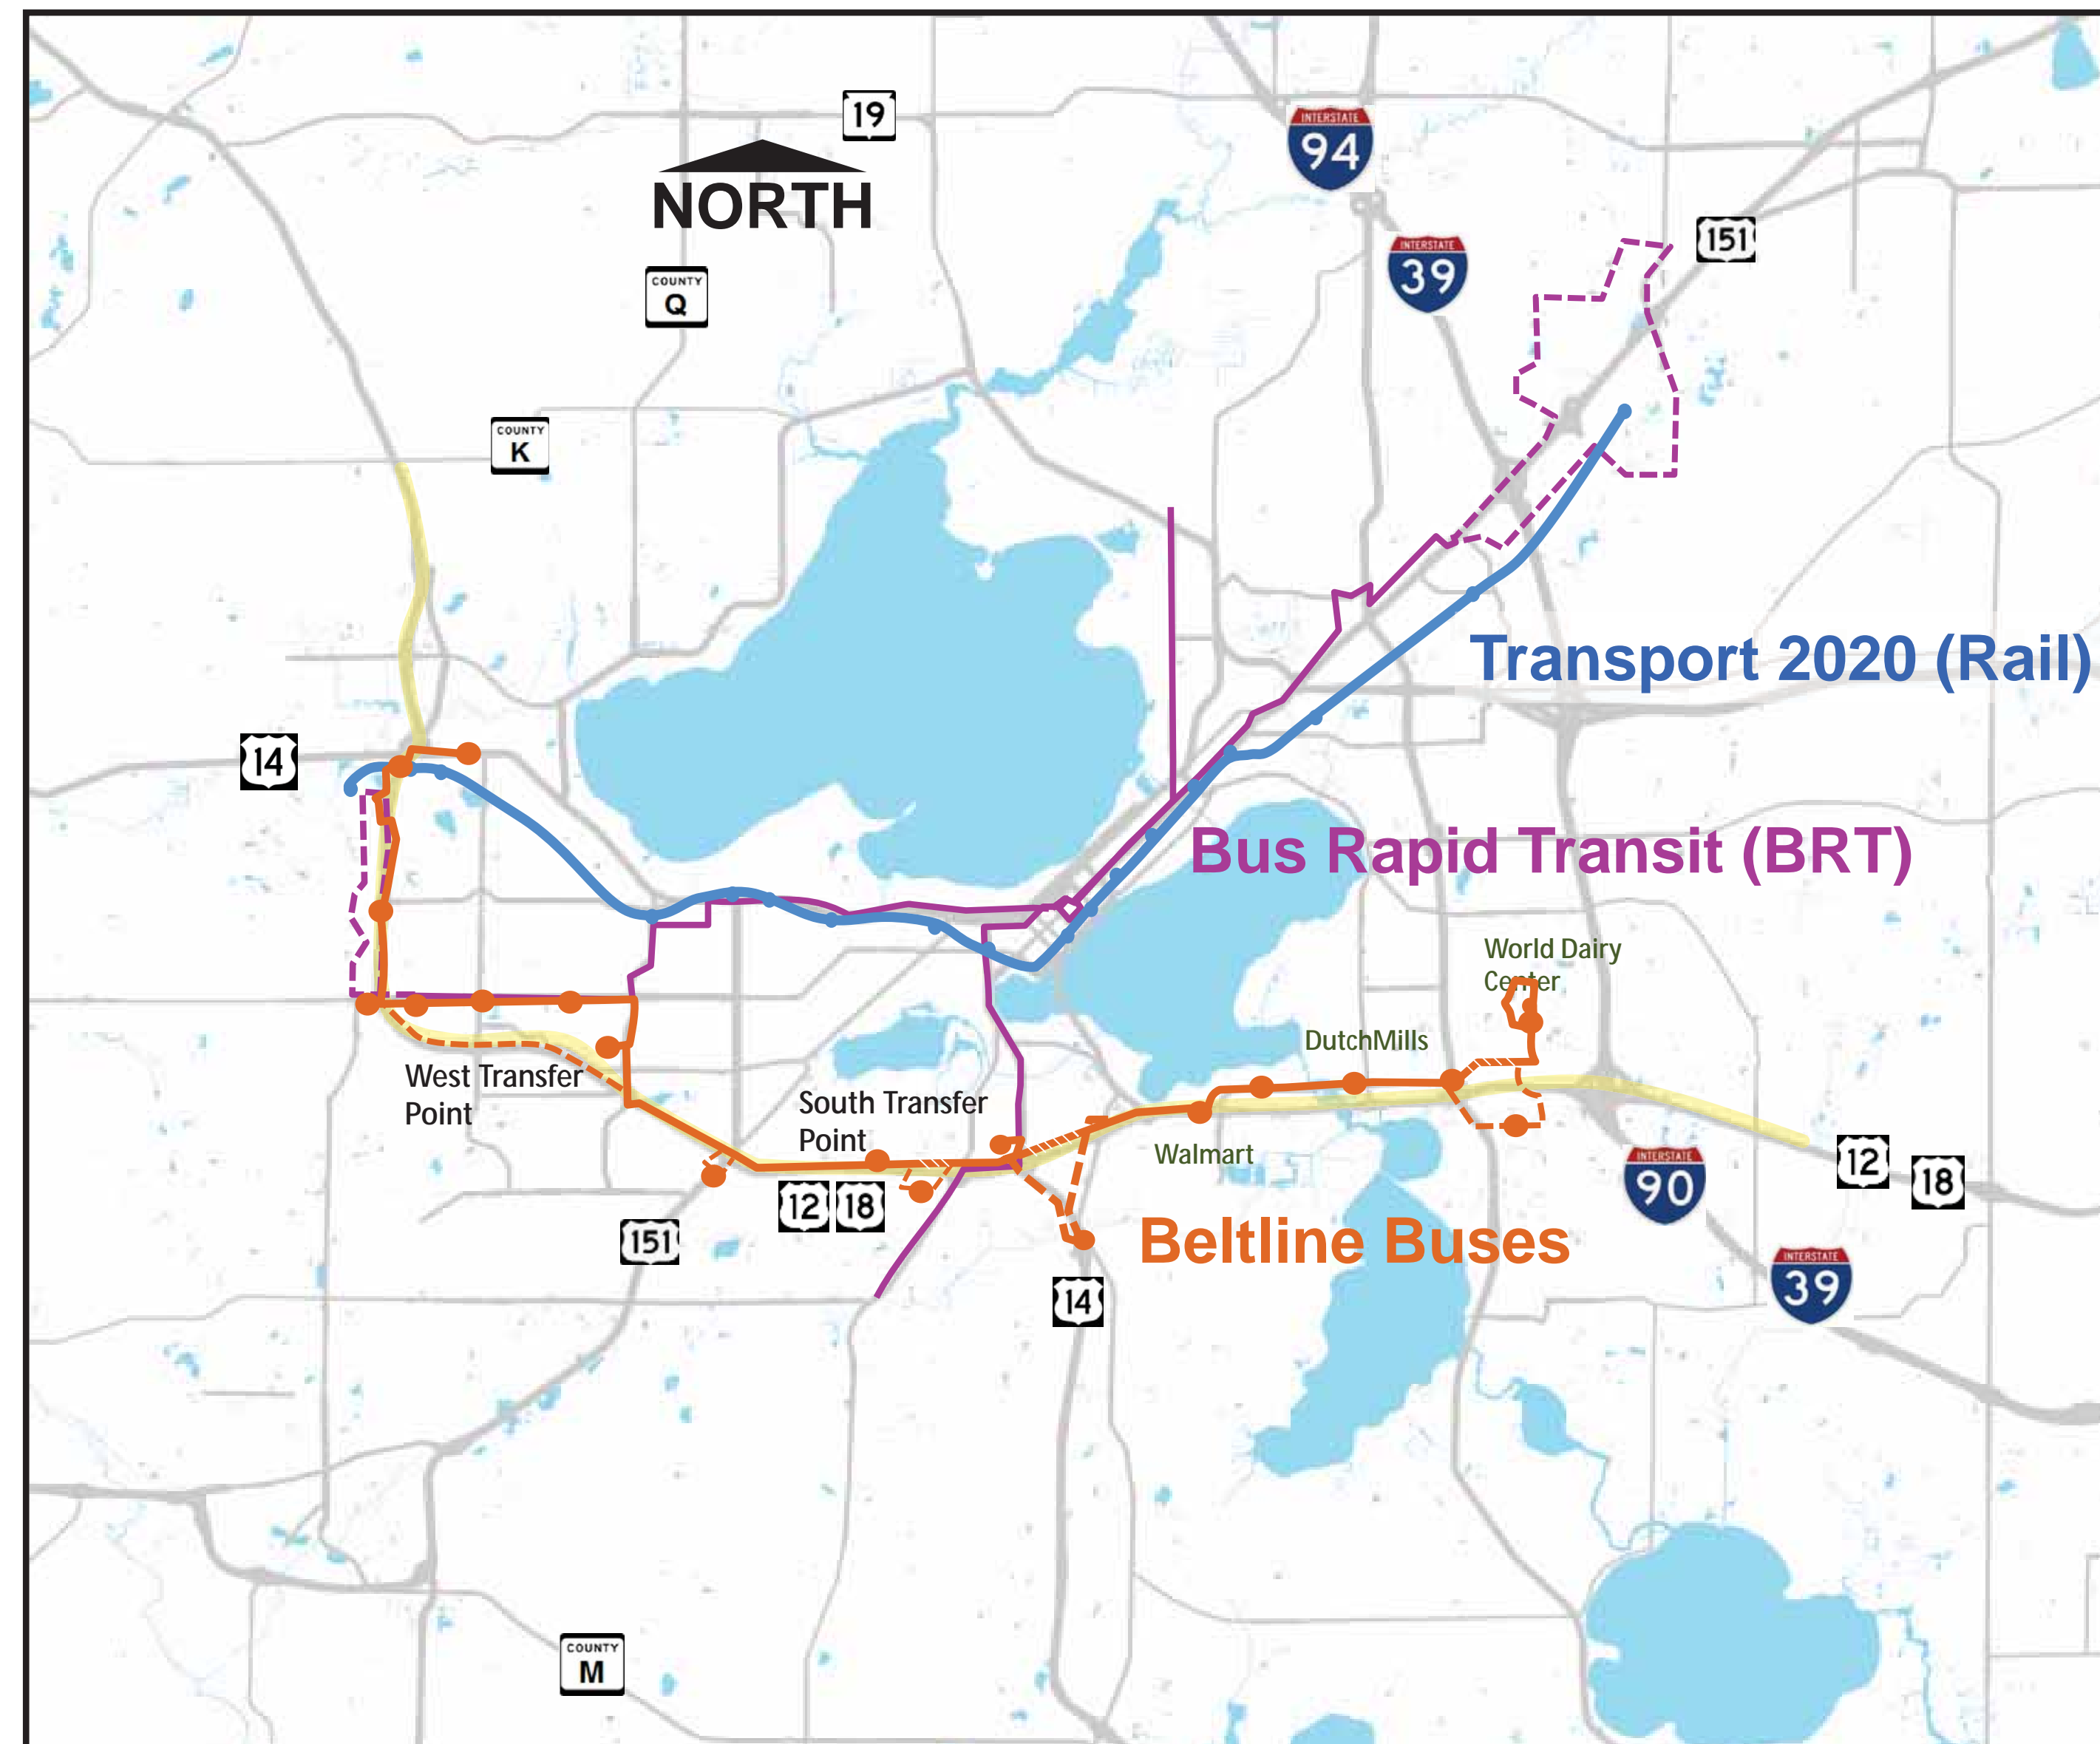 19
INTERSTATE
94
NORTH
151
INTERSTATE
39
COUNTY
Q
COUNTY
K
Transport 2020 (Rail)
14
Bus Rapid Transit (BRT)
World Dairy
Center
DutchMills
West Transfer
Point
South Transfer
Point
Walmart
12
18
INTERSTATE
90
12
18
151
Beltline Buses
INTERSTATE
39
14
COUNTY
M